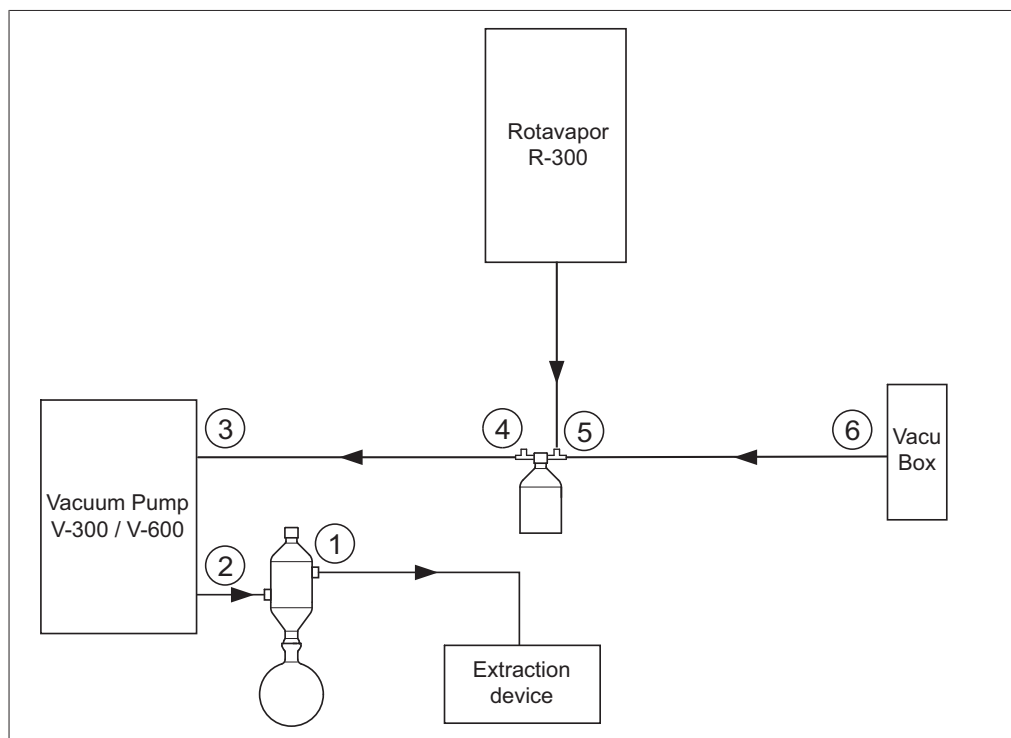 Rotavapor
R-300
3
4
5
6
Vacu
Box
Vacuum Pump
V-300 / V-600
2
1
Extraction
device